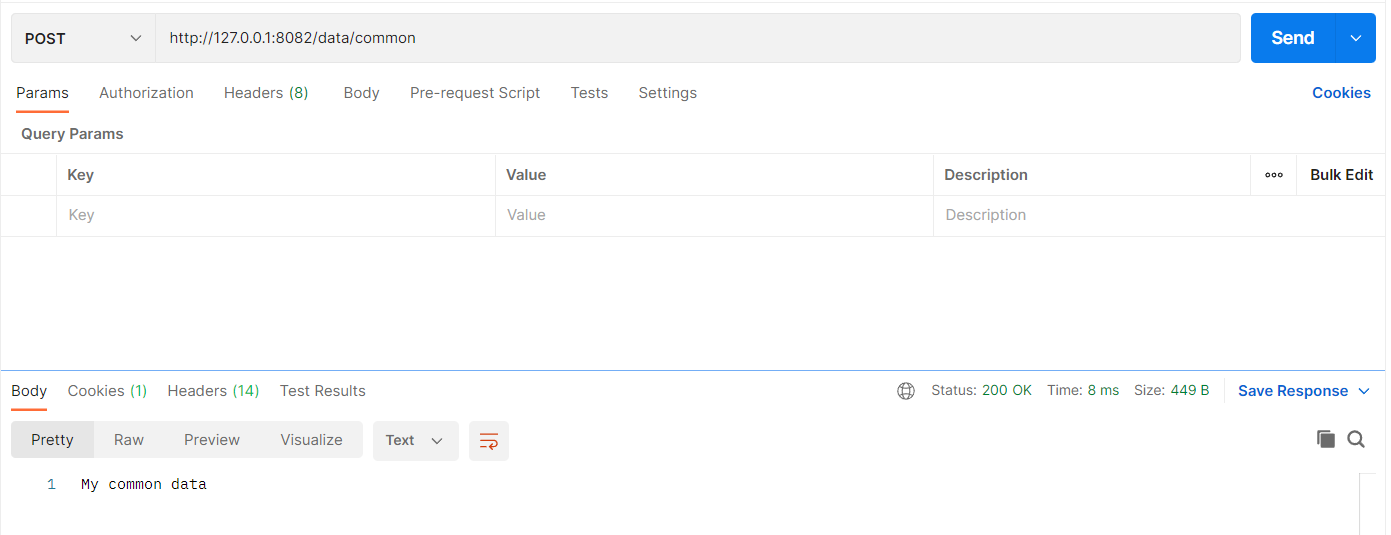 POST http://127.0.0.1:8082/data/common Send
Params Authorization Headers (8) Body Pre-request Script Tests Settings Cookies
Query Params
Key Value Description ooo Bulk Edit
Key Value Description
Body Cookies (1) Headers (14) Test Results Status: 200 OK Time: 8 ms Size: 449 B Save Response
Pretty Raw Preview Visualize Text
1 My common data